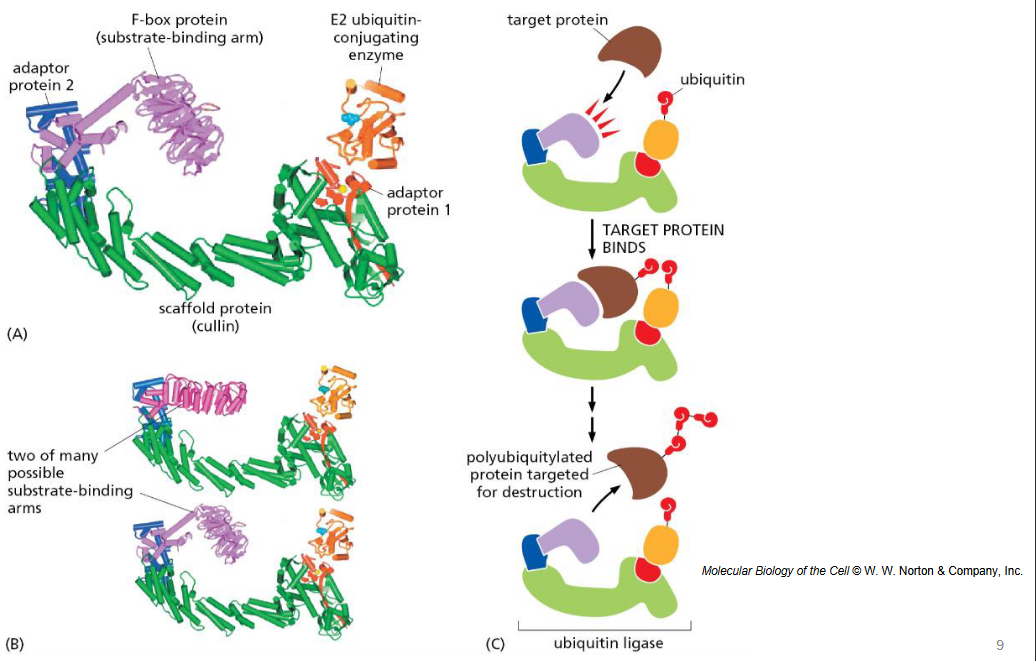 F-box protein
(substrate-binding arm)
E2 ubiquitin-
conjugating
enzyme
adaptor
protein 2
adaptor
protein 1
scaffold protein
(cullin)
(A)
two of many
possible
substrate-binding
arms
(B)
target protein
ubiquitin
TARGET PROTEIN
BINDS
polyubiquitylated
protein targeted
for destruction
(C)
ubiquitin ligase
Molecular Biology of the Cell © W. W. Norton & Company, Inc.
9